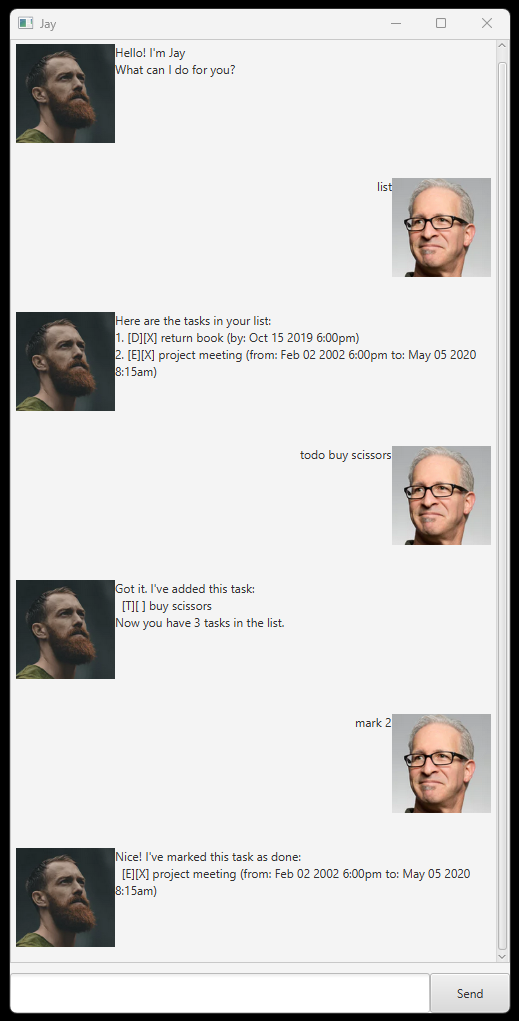 Jay
Hello! I'm Jay
What can I do for you?
list
Here are the tasks in your list:
1. [D][X] return book (by: Oct 15 2019 6:00pm)
2. [E][X] project meeting (from: Feb 02 2002 6:00pm to: May 05 2020
8:15am)
todo buy scissors
Got it. I've added this task:
[T][ ] buy scissors
Now you have 3 tasks in the list.
mark 2
Nice! I've marked this task as done:
[E][X] project meeting (from: Feb 02 2002 6:00pm to: May 05 2020
8:15am)
Send